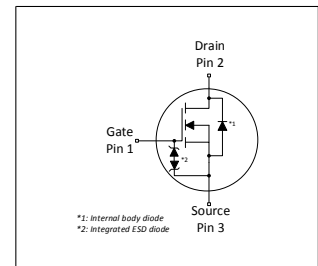 Drain
Pin 2
*1
Gate
Pin 1
*2
Source
Pin 3
*1: Internal body diode
*2: Integrated ESD diode